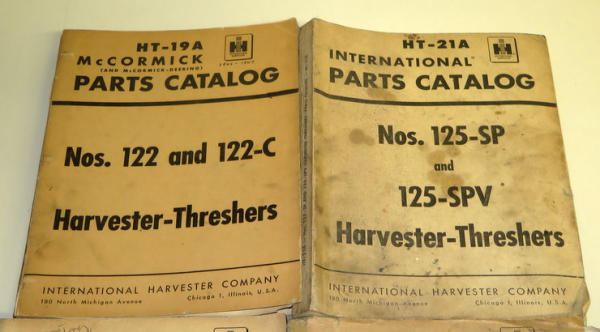 HT-19A
McCORMICK
(AND McCORMICK-DEERING)
PARTS CATALOG
Nos. 122 and 122-C
Harvester-Threshers
INTERNATIONAL HARVESTER COMPANY
180 North Michigan Avenue Chicago 1, Illinois, U.S.A.
HT-21A
INTERNATIONAL
PARTS CATALOG
Nos. 125-SP
and
125-SPV
Harvester-Threshers
INTERNATIONAL HARVESTER COMPANY
180 North Michigan Avenue Chicago 1, Illinois, U.S.A.